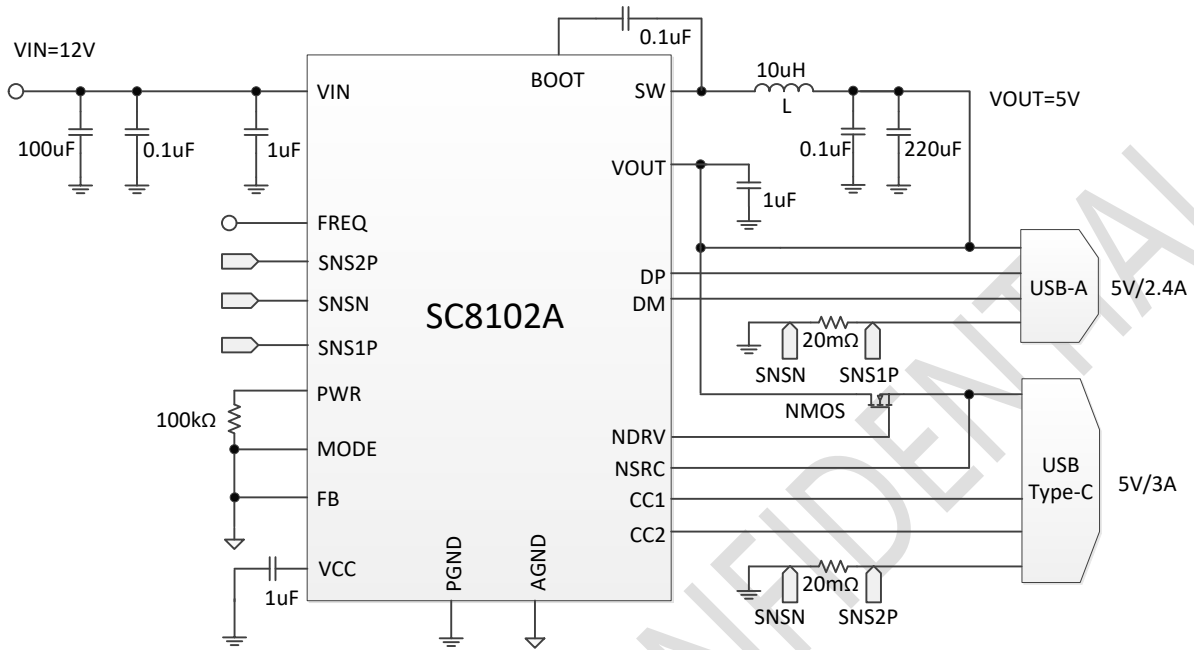 VIN=12V
100uF
0.1uF
1uF
0.1uF
BOOT
VIN
SW
10uH
L
VOUT=5V
0.1uF
220uF
VOUT
1uF
FREQ
SNS2P
SNSN
SNS1P
SC8102A
DP
DM
USB-A
5V/2.4A
20mΩ
SNSN
SNS1P
PWR
100kΩ
MODE
FB
NMOS
NDRV
NSRC
CC1
CC2
USB
Type-C
5V/3A
20mΩ
SNSN
SNS2P
VCC
1uF
PGND
AGND
NFIDENTIAL